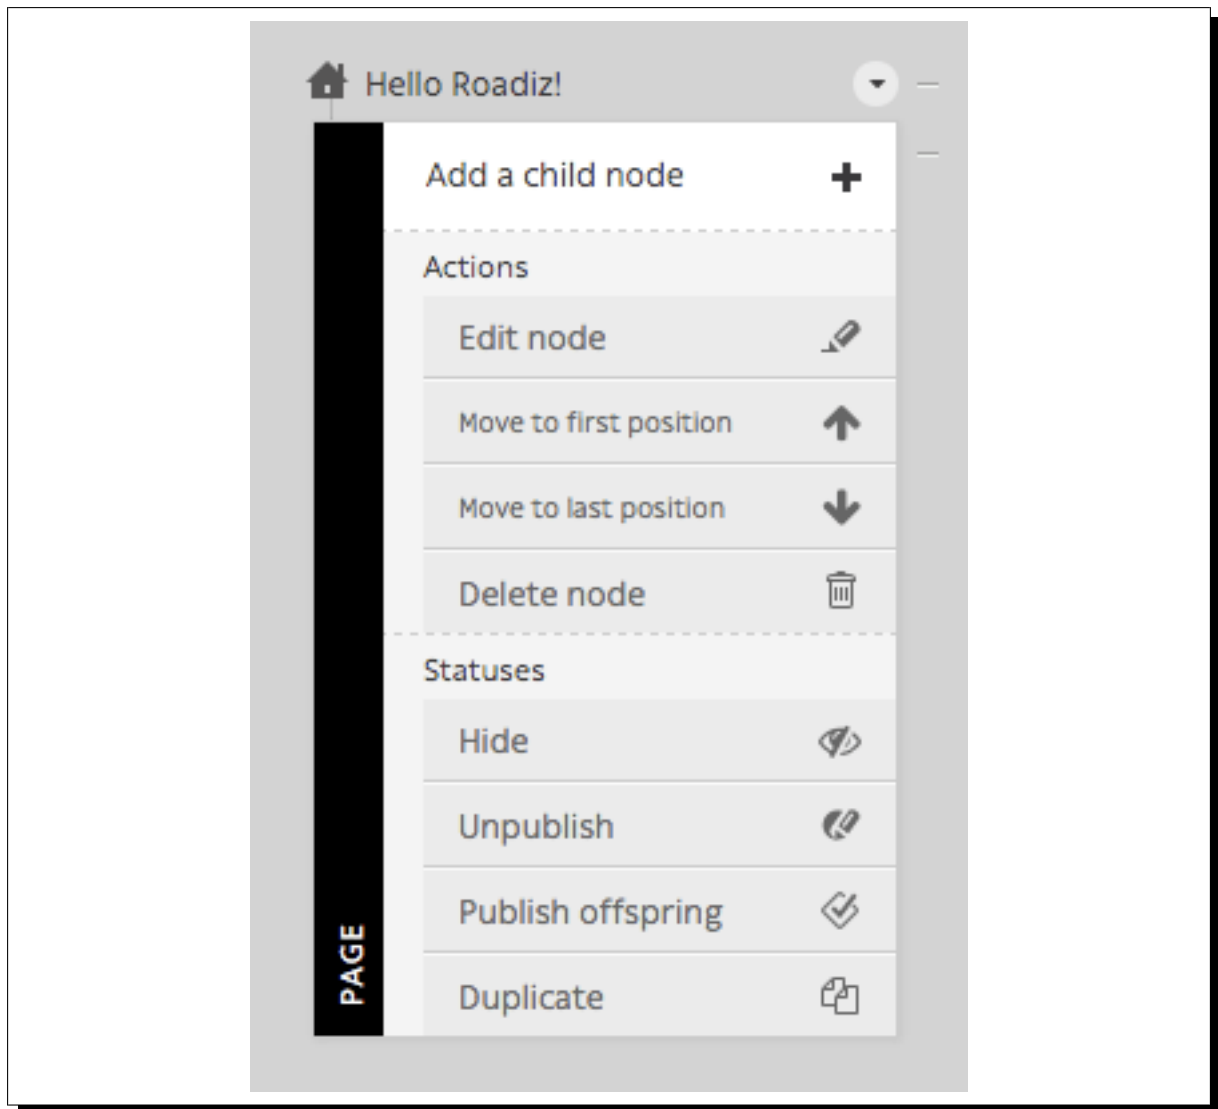 Hello Roadiz!
Add a child node
Actions
Edit node
Move to first position
Move to last position
Delete node
Statuses
Hide
Unpublish
Publish offspring
Duplicate
PAGE